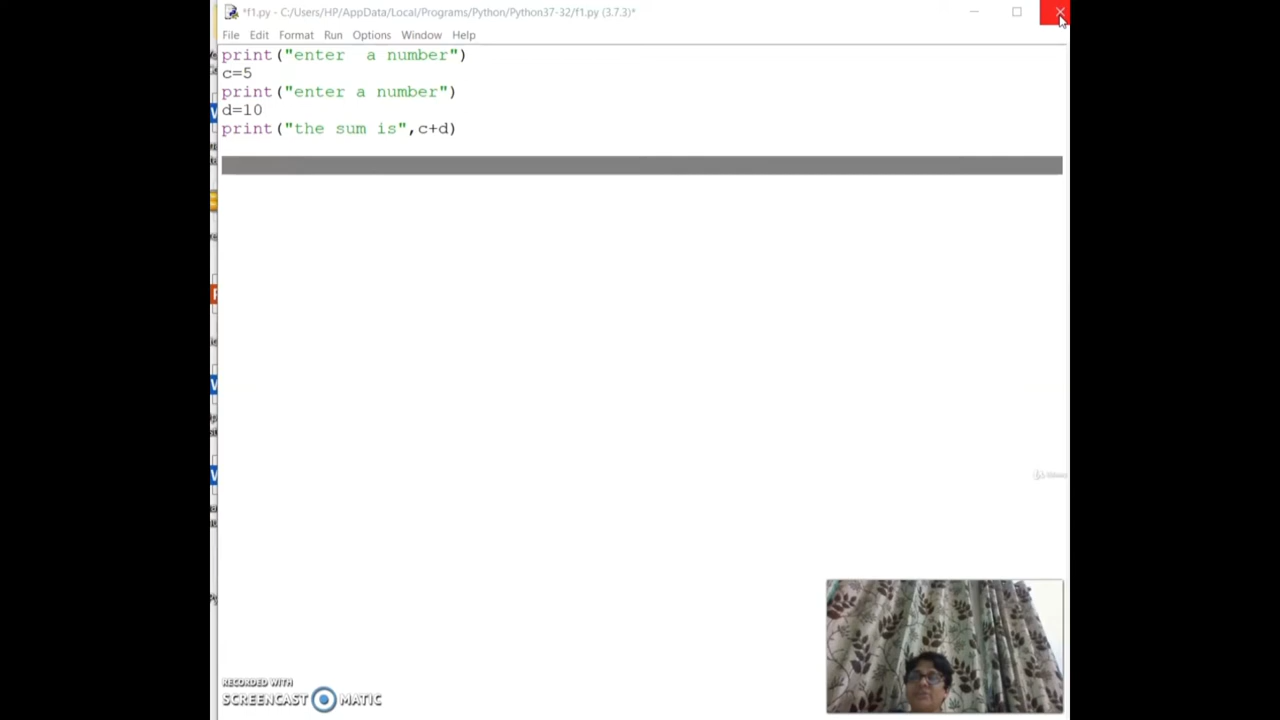 *f1.py - C:/Users/HP/AppData/Local/Programs/Python/Python37-32/f1.py (3.7.3)*
File Edit Format Run Options Window Help
print("enter  a number")
c=5
print("enter a number")
d=10
print("the sum is",c+d)
RECORDED WITH
SCREENCAST MATIC